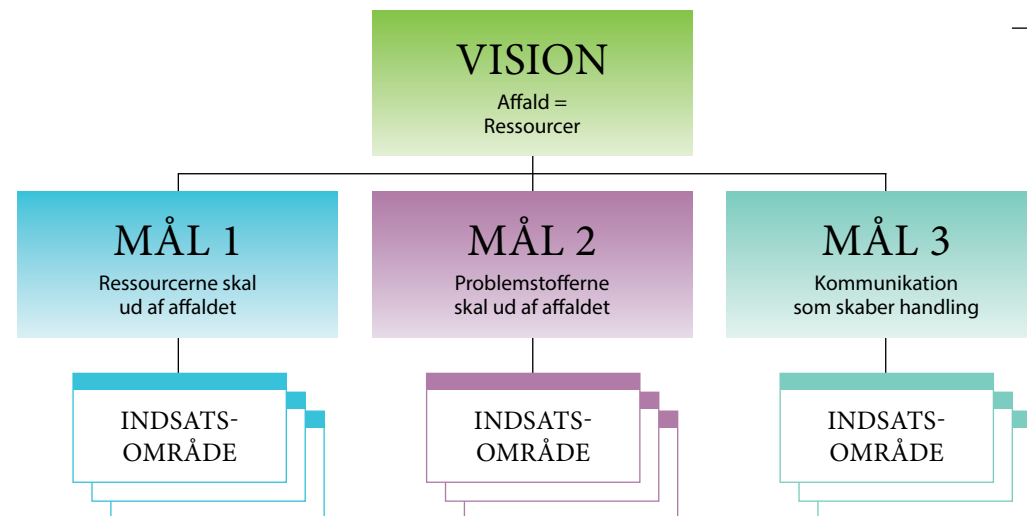 VISION
Affald =
Ressourcer
MÅL 1
Ressourcerne skal
ud af affaldet
MÅL 2
Problemstofferne
skal ud af affaldet
MÅL 3
Kommunikation
som skaber handling
INDSATS-
OMRÅDE
INDSATS-
OMRÅDE
INDSATS-
OMRÅDE